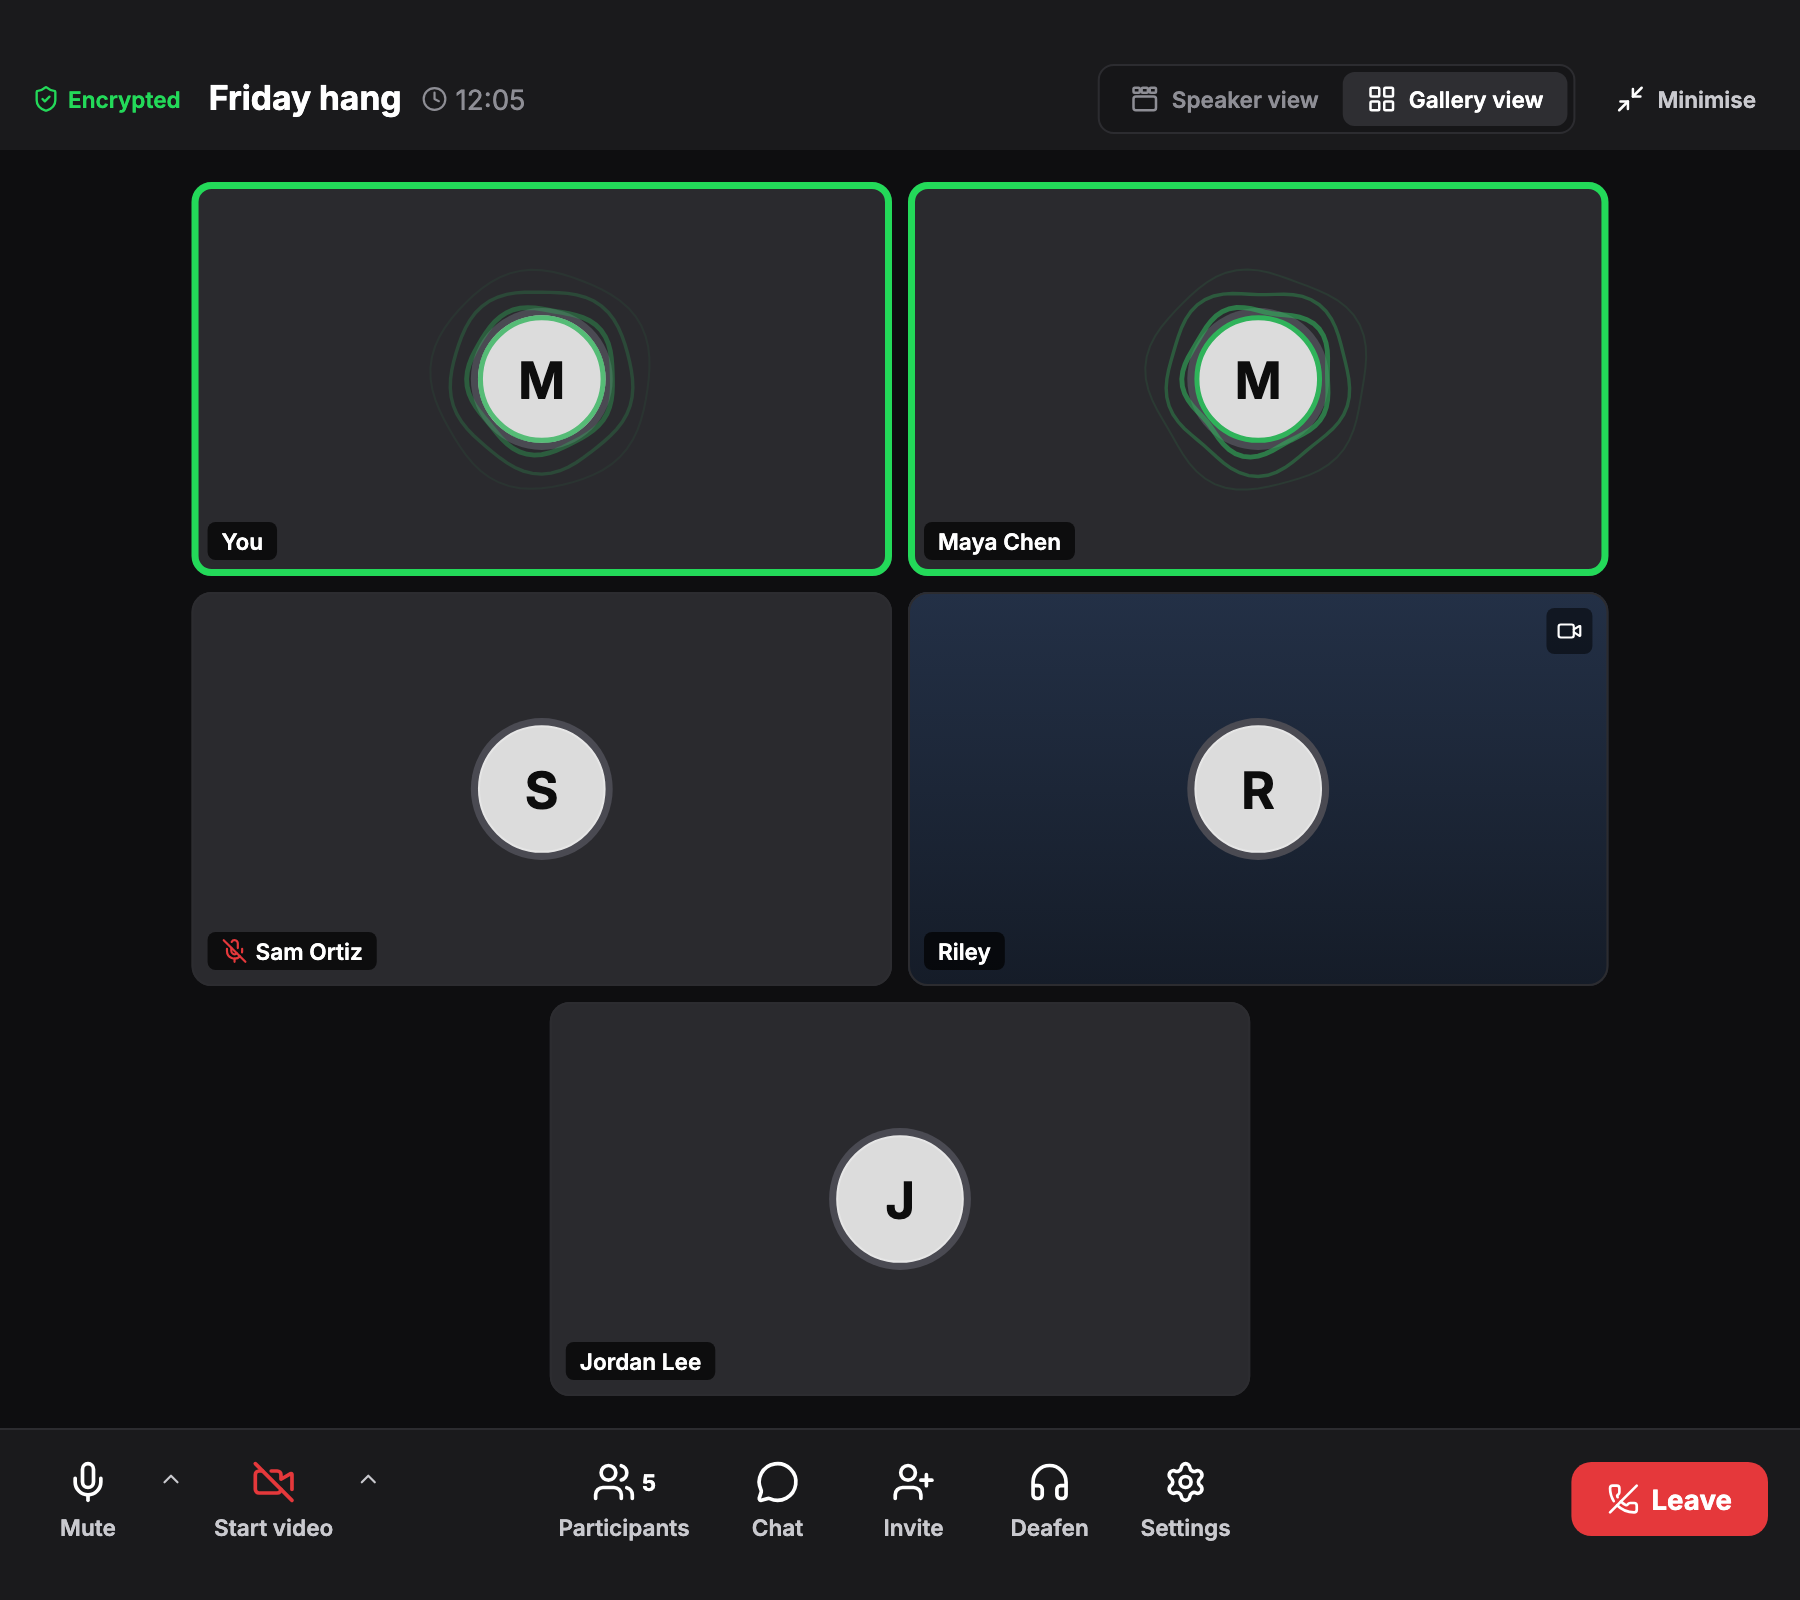 Encrypted Friday hang 12:05 Speaker view Gallery view Minimise
M
You
M
Maya Chen
S
Sam Ortiz
R
Riley
J
Jordan Lee
5
Mute Start video Participants Chat Invite Deafen Settings
Leave